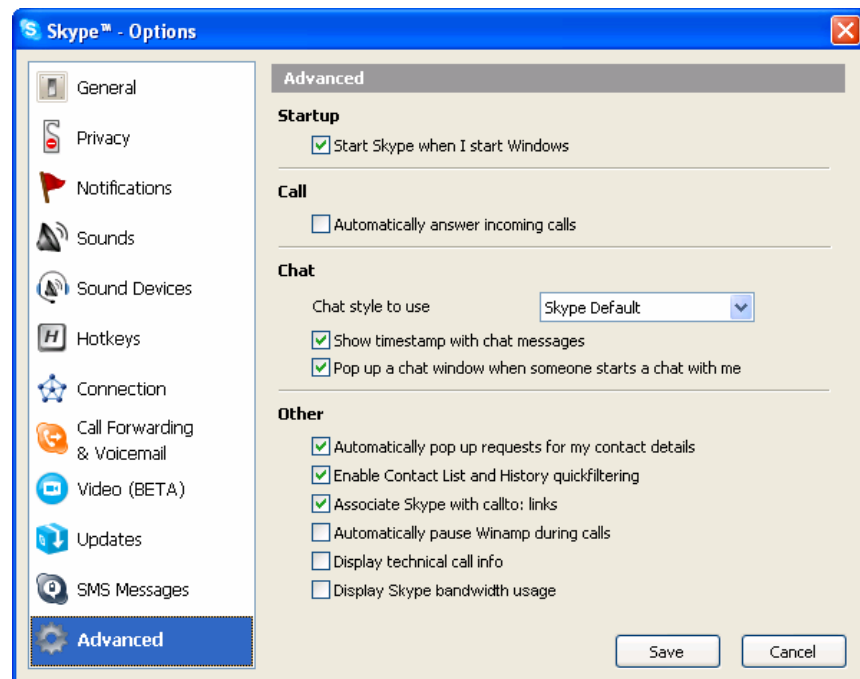 Skype™ - Options
General
Privacy
Notifications
Sounds
Sound Devices
H
Hotkeys
Connection
Call Forwarding
& Voicemail
Video (BETA)
Updates
SMS Messages
Advanced
Advanced
Startup
Start Skype when I start Windows
Call
Automatically answer incoming calls
Chat
Chat style to use Skype Default
Show timestamp with chat messages
Pop up a chat window when someone starts a chat with me
Other
Automatically pop up requests for my contact details
Enable Contact List and History quickfiltering
Associate Skype with callto: links
Automatically pause Winamp during calls
Display technical call info
Display Skype bandwidth usage
Save Cancel